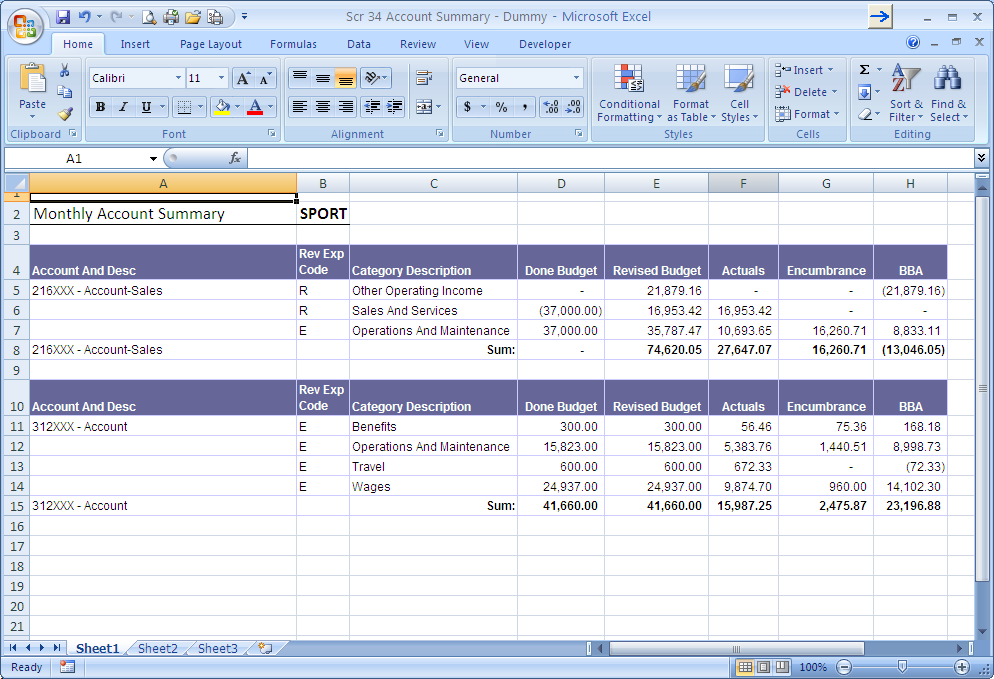 Scr 34 Account Summary - Dummy - Microsoft Excel
Home Insert Page Layout Formulas Data Review View Developer
Paste
Clipboard
Calibri 11 A A
B I U A
Font
Alignment
General
$ % , .00 .0
Number
Conditional Formatting
Format as Table
Cell Styles
Styles
Insert
Delete
Format
Cells
Σ
Sort & Filter
Find & Select
Editing
A1 fx
A B C D E F G H
1
2 Monthly Account Summary SPORT
3
4 Account And Desc Rev Exp Code Category Description Done Budget Revised Budget Actuals Encumbrance BBA
5 216XXX - Account-Sales R Other Operating Income - 21,879.16 - - (21,879.16)
6 R Sales And Services (37,000.00) 16,953.42 16,953.42 - -
7 E Operations And Maintenance 37,000.00 35,787.47 10,693.65 16,260.71 8,833.11
8 216XXX - Account-Sales Sum: - 74,620.05 27,647.07 16,260.71 (13,046.05)
9
10 Account And Desc Rev Exp Code Category Description Done Budget Revised Budget Actuals Encumbrance BBA
11 312XXX - Account E Benefits 300.00 300.00 56.46 75.36 168.18
12 E Operations And Maintenance 15,823.00 15,823.00 5,383.76 1,440.51 8,998.73
13 E Travel 600.00 600.00 672.33 - (72.33)
14 E Wages 24,937.00 24,937.00 9,874.70 960.00 14,102.30
15 312XXX - Account Sum: 41,660.00 41,660.00 15,987.25 2,475.87 23,196.88
16
17
18
19
20
21
Sheet1 Sheet2 Sheet3
Ready 100%